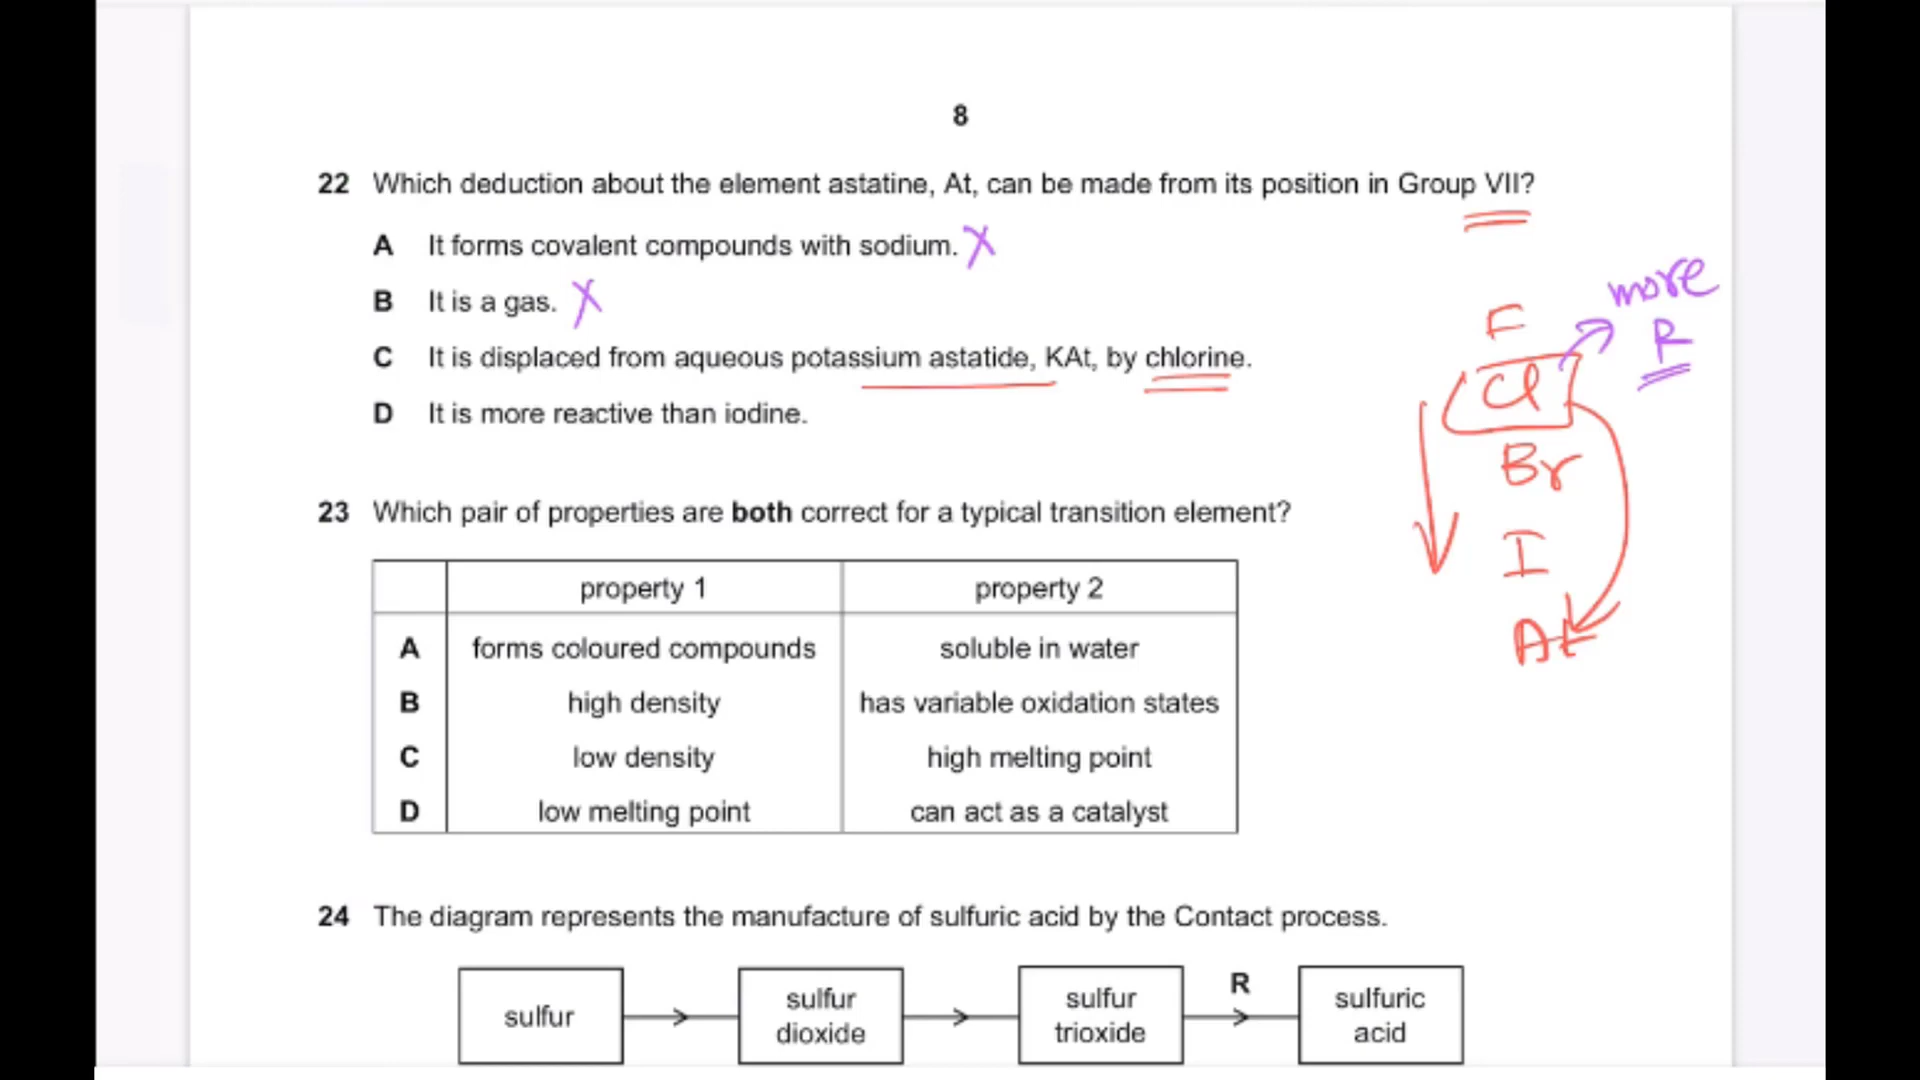 8
22 Which deduction about the element astatine, At, can be made from its position in Group VII?
A It forms covalent compounds with sodium. X
B It is a gas. X
C It is displaced from aqueous potassium astatide, KAt, by chlorine.
D It is more reactive than iodine.
more
R
F
Cl
Br
I
At
23 Which pair of properties are both correct for a typical transition element?
property 1 property 2
A forms coloured compounds soluble in water
B high density has variable oxidation states
C low density high melting point
D low melting point can act as a catalyst
24 The diagram represents the manufacture of sulfuric acid by the Contact process.
R
sulfur
sulfur
dioxide
sulfur
trioxide
sulfuric
acid